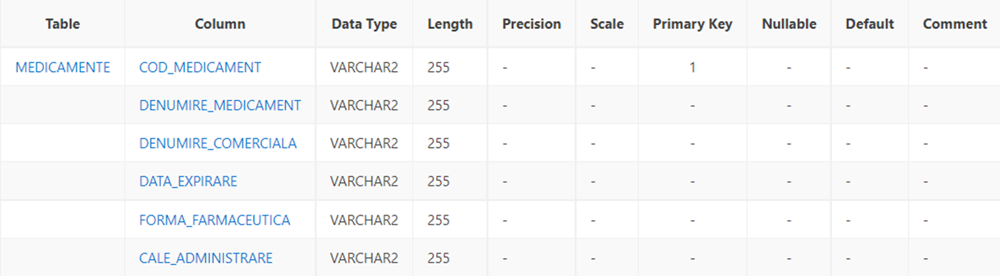 Table Column Data Type Length Precision Scale Primary Key Nullable Default Comment
MEDICAMENTE COD_MEDICAMENT VARCHAR2 255 - - 1 - - -
DENUMIRE_MEDICAMENT VARCHAR2 255 - - - - - -
DENUMIRE_COMERCIALA VARCHAR2 255 - - - - - -
DATA_EXPIRARE VARCHAR2 255 - - - - - -
FORMA_FARMACEUTICA VARCHAR2 255 - - - - - -
CALE_ADMINISTRARE VARCHAR2 255 - - - - - -